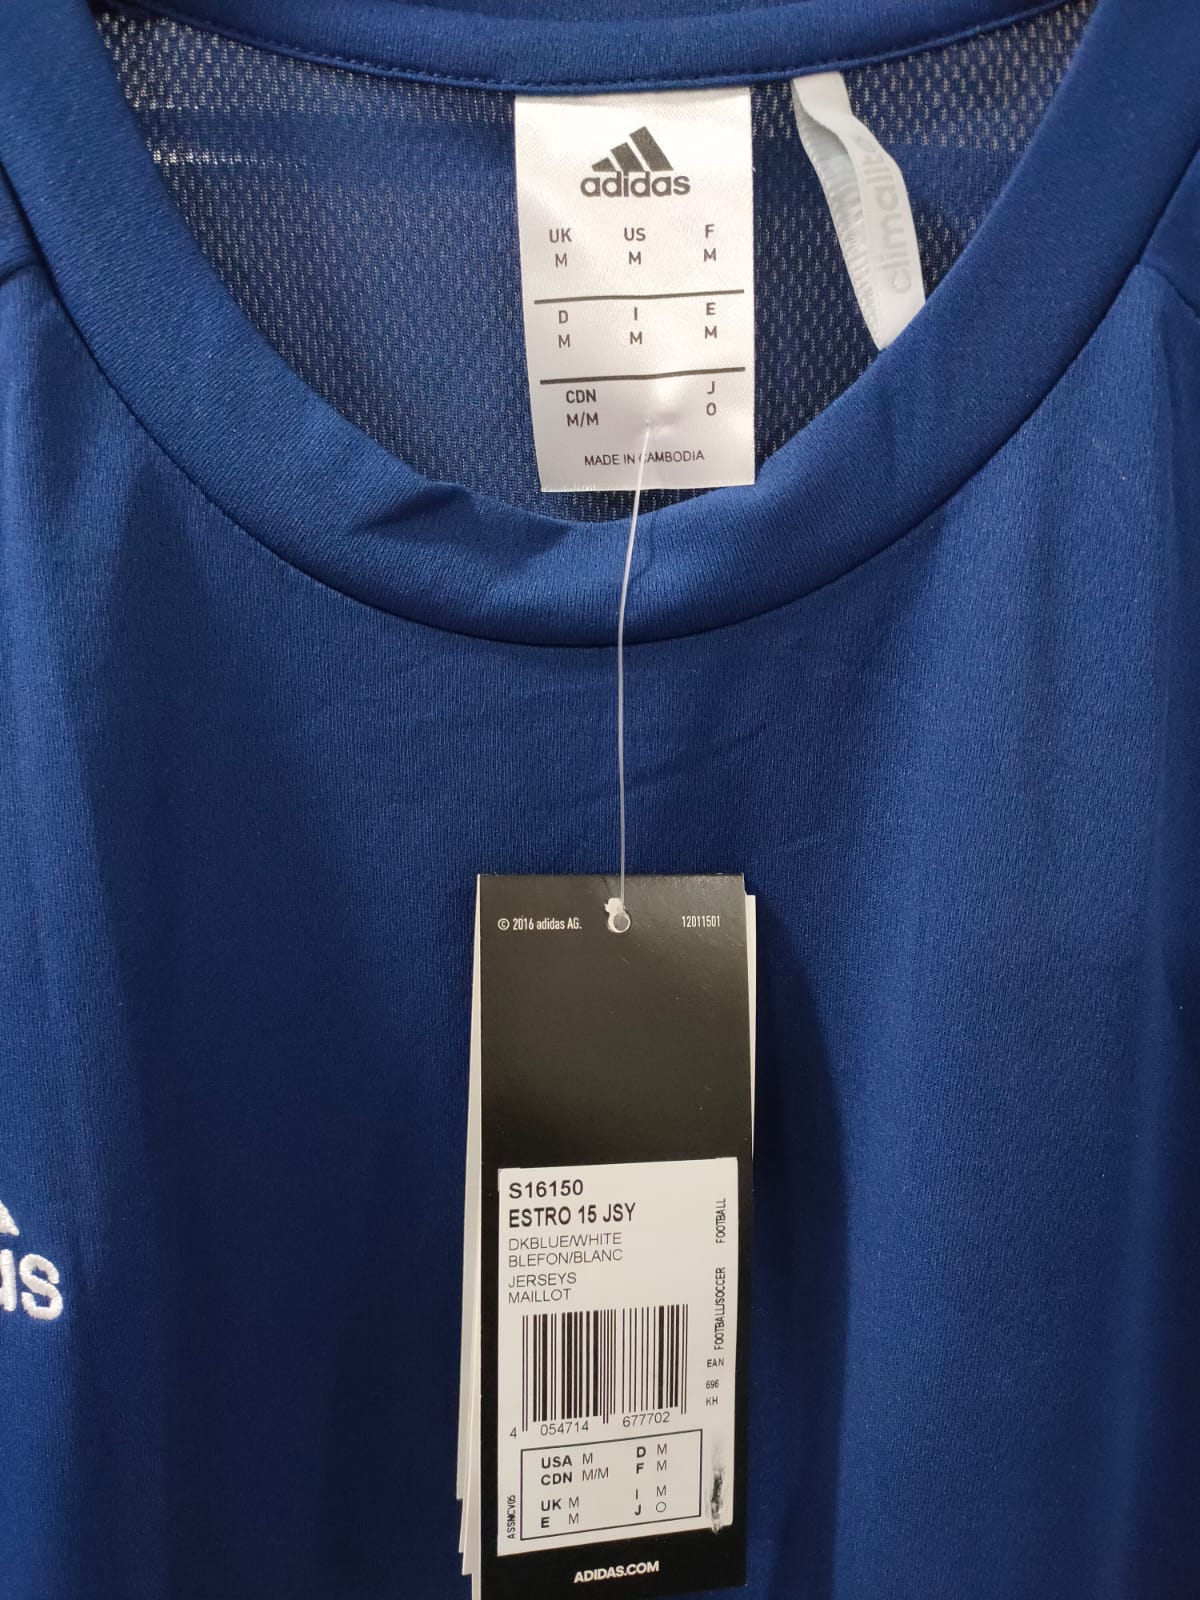 adidas
UK US F
M M M
D I E
M M M
CDN J
M/M O
MADE IN CAMBODIA
climalite
© 2016 adidas AG. 12011501
S16150
ESTRO 15 JSY
DKBLUE/WHITE
BLEFON/BLANC
JERSEYS
MAILLOT
FOOTBALL/SOCCER FOOTBALL
EAN
696
KH
4 054714 677702
USA M D M
CDN M/M F M
UK M I M
E M J O
ASSMCV05
ADIDAS.COM